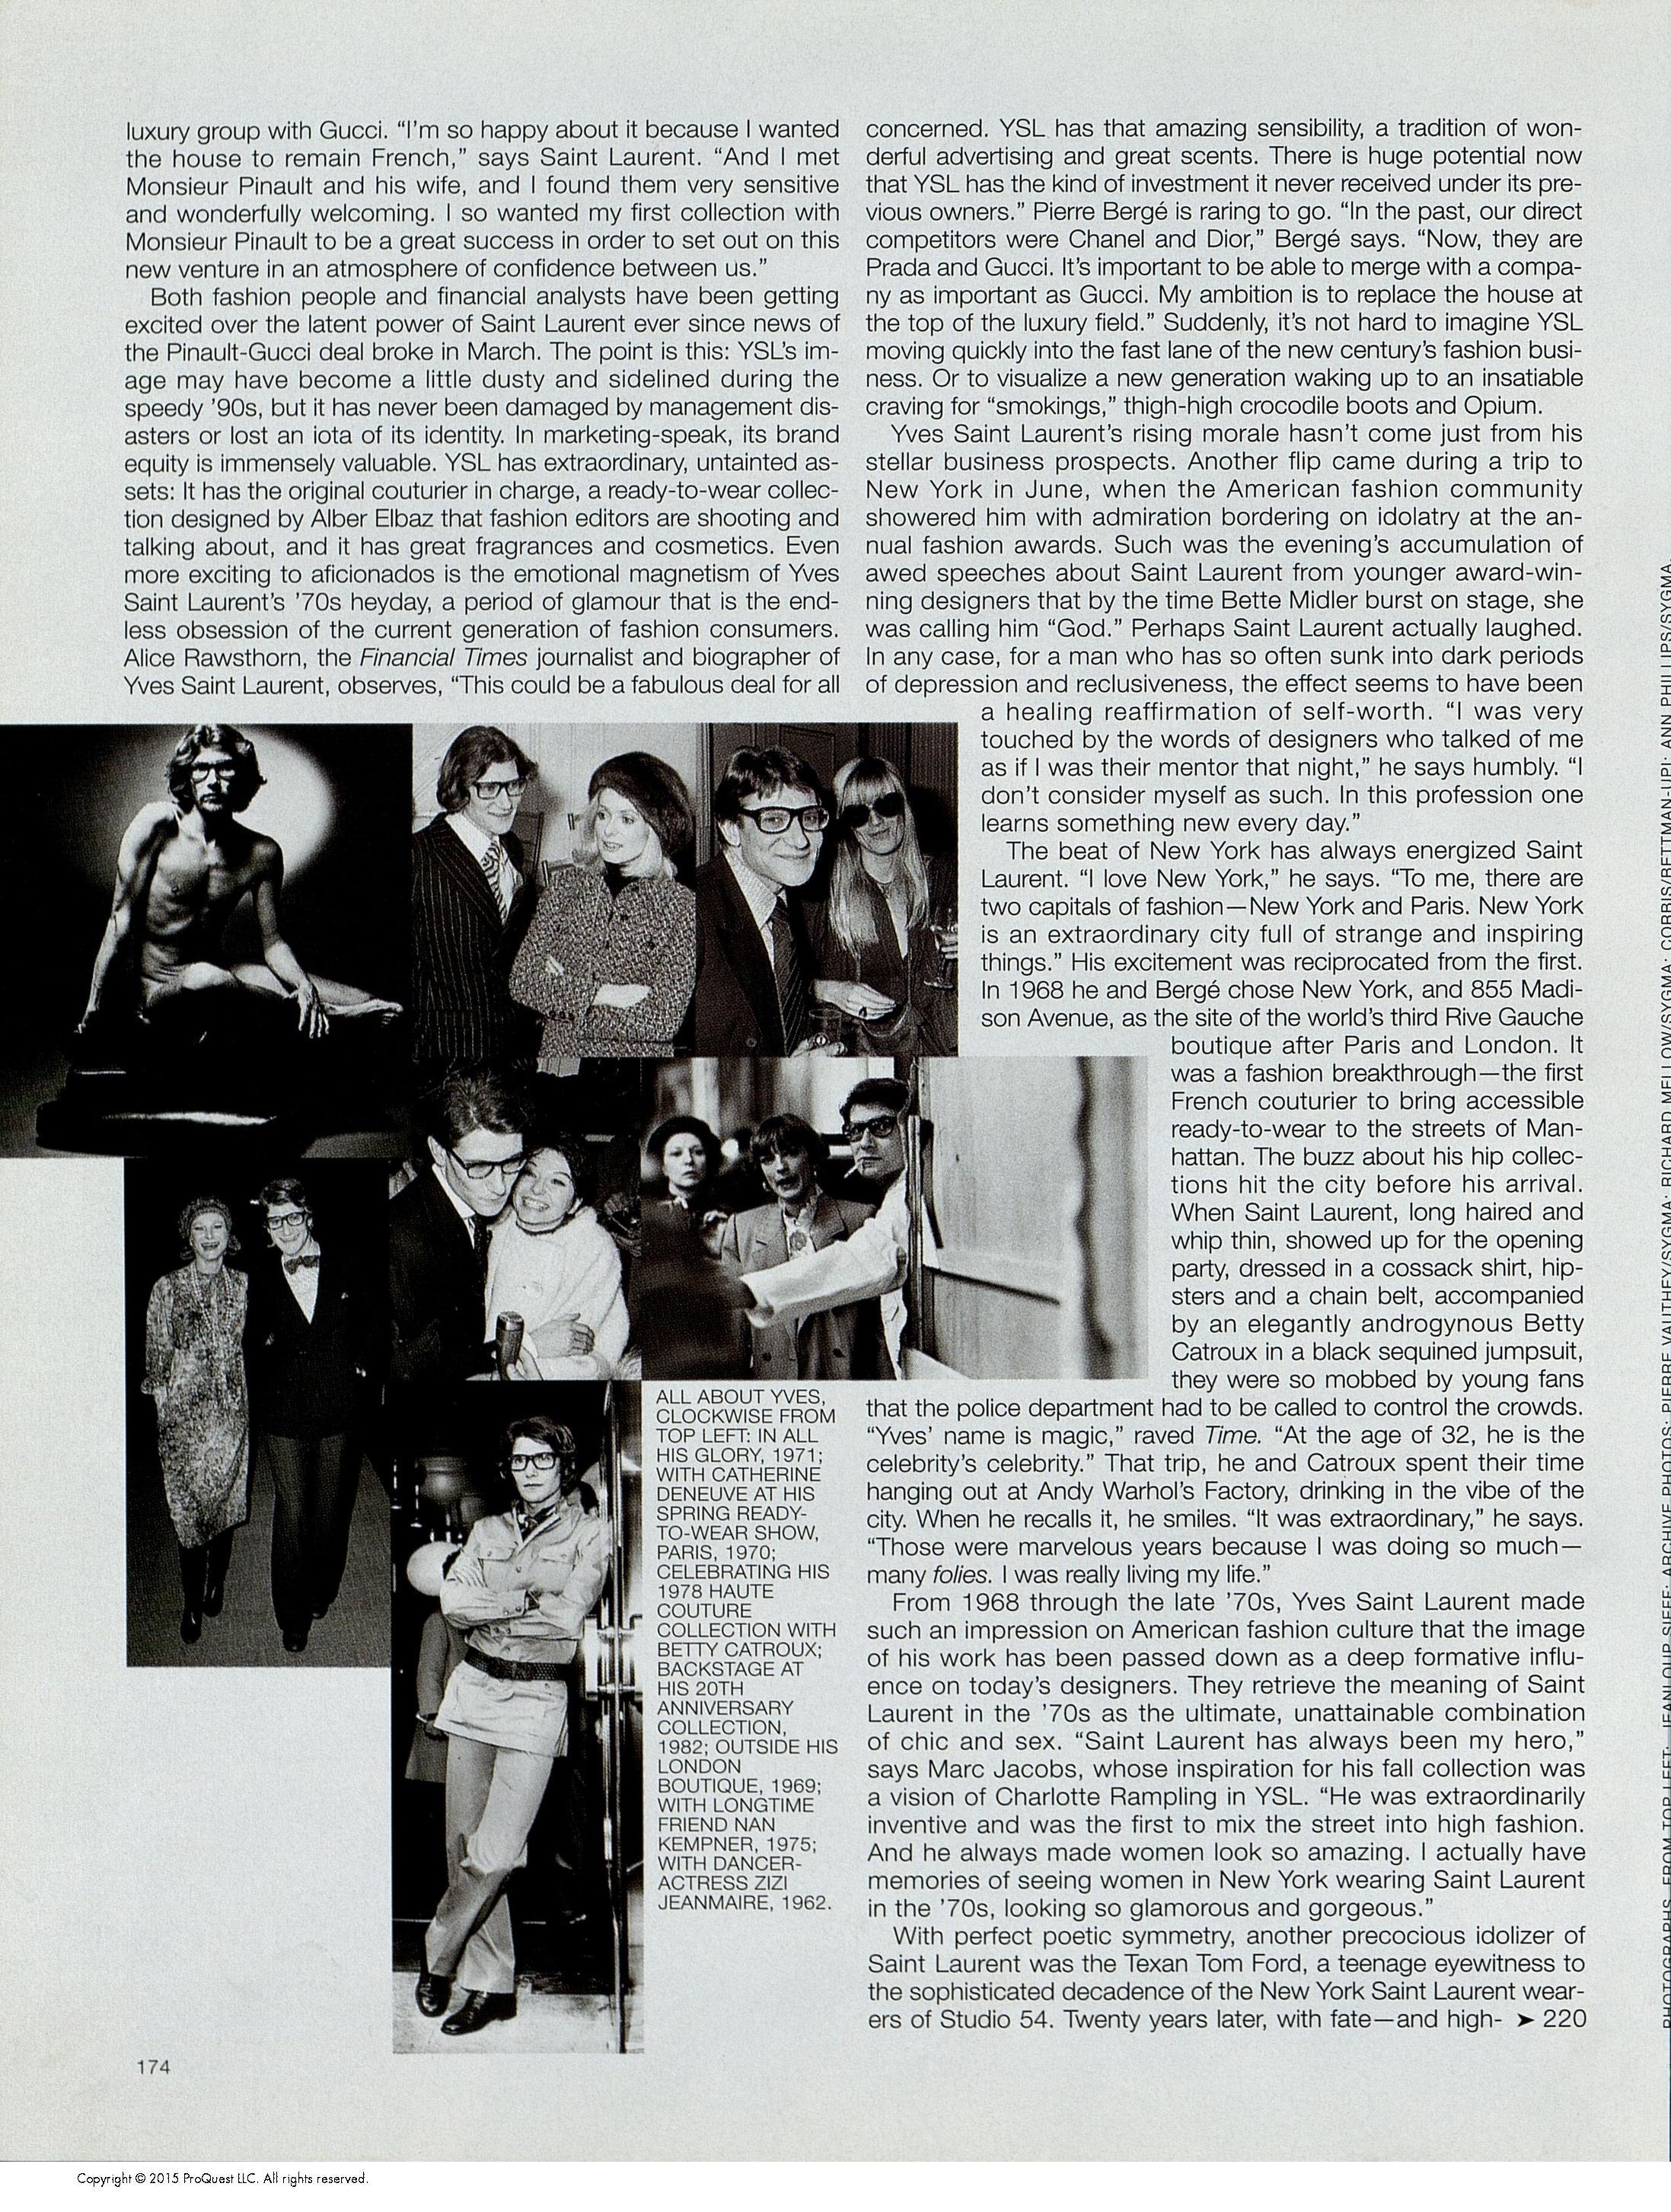 luxury group with Gucci. “I'm so happy about it because I wanted
the house to remain French,” says Saint Laurent. “And I met
Monsieur Pinault and his wife, and I found them very sensitive
and wonderfully welcoming. I so wanted my first collection with
Monsieur Pinault to be a great success in order to set out on this
new venture in an atmosphere of confidence between us.”
Both fashion people and financial analysts have been getting
excited over the latent power of Saint Laurent ever since news of
the Pinault-Gucci deal broke in March. The point is this: YSL's im-
age may have become a little dusty and sidelined during the
speedy '90s, but it has never been damaged by management dis-
asters or lost an iota of its identity. In marketing-speak, its brand
equity is immensely valuable. YSL has extraordinary, untainted as-
sets: It has the original couturier in charge, a ready-to-wear collec-
tion designed by Alber Elbaz that fashion editors are shooting and
talking about, and it has great fragrances and cosmetics. Even
more exciting to aficionados is the emotional magnetism of Yves
Saint Laurent's '70s heyday, a period of glamour that is the end-
less obsession of the current generation of fashion consumers.
Alice Rawsthorn, the Financial Times journalist and biographer of
Yves Saint Laurent, observes, “This could be a fabulous deal for all
concerned. YSL has that amazing sensibility, a tradition of won-
derful advertising and great scents. There is huge potential now
that YSL has the kind of investment it never received under its pre-
vious owners.” Pierre Bergé is raring to go. “In the past, our direct
competitors were Chanel and Dior,” Bergé says. “Now, they are
Prada and Gucci. It's important to be able to merge with a compa-
ny as important as Gucci. My ambition is to replace the house at
the top of the luxury field.” Suddenly, it's not hard to imagine YSL
moving quickly into the fast lane of the new century's fashion busi-
ness. Or to visualize a new generation waking up to an insatiable
craving for “smokings,” thigh-high crocodile boots and Opium.
Yves Saint Laurent's rising morale hasn't come just from his
stellar business prospects. Another flip came during a trip to
New York in June, when the American fashion community
showered him with admiration bordering on idolatry at the an-
nual fashion awards. Such was the evening's accumulation of
awed speeches about Saint Laurent from younger award-win-
ning designers that by the time Bette Midler burst on stage, she
was calling him “God.” Perhaps Saint Laurent actually laughed.
In any case, for a man who has so often sunk into dark periods
of depression and reclusiveness, the effect seems to have been
a healing reaffirmation of self-worth. “I was very
touched by the words of designers who talked of me
as if I was their mentor that night,” he says humbly. “I
don't consider myself as such. In this profession one
learns something new every day.”
The beat of New York has always energized Saint
Laurent. “I love New York,” he says. “To me, there are
two capitals of fashion—New York and Paris. New York
is an extraordinary city full of strange and inspiring
things.” His excitement was reciprocated from the first.
In 1968 he and Bergé chose New York, and 855 Madi-
son Avenue, as the site of the world's third Rive Gauche
boutique after Paris and London. It
was a fashion breakthrough—the first
French couturier to bring accessible
ready-to-wear to the streets of Man-
hattan. The buzz about his hip collec-
tions hit the city before his arrival.
When Saint Laurent, long haired and
whip thin, showed up for the opening
party, dressed in a cossack shirt, hip-
sters and a chain belt, accompanied
by an elegantly androgynous Betty
Catroux in a black sequined jumpsuit,
they were so mobbed by young fans
that the police department had to be called to control the crowds.
“Yves' name is magic,” raved Time. “At the age of 32, he is the
celebrity's celebrity.” That trip, he and Catroux spent their time
hanging out at Andy Warhol's Factory, drinking in the vibe of the
city. When he recalls it, he smiles. “It was extraordinary,” he says.
“Those were marvelous years because I was doing so much—
many folies. I was really living my life.”
From 1968 through the late '70s, Yves Saint Laurent made
such an impression on American fashion culture that the image
of his work has been passed down as a deep formative influ-
ence on today's designers. They retrieve the meaning of Saint
Laurent in the '70s as the ultimate, unattainable combination
of chic and sex. “Saint Laurent has always been my hero,”
says Marc Jacobs, whose inspiration for his fall collection was
a vision of Charlotte Rampling in YSL. “He was extraordinarily
inventive and was the first to mix the street into high fashion.
And he always made women look so amazing. I actually have
memories of seeing women in New York wearing Saint Laurent
in the '70s, looking so glamorous and gorgeous.”
With perfect poetic symmetry, another precocious idolizer of
Saint Laurent was the Texan Tom Ford, a teenage eyewitness to
the sophisticated decadence of the New York Saint Laurent wear-
ers of Studio 54. Twenty years later, with fate—and high- ➤ 220
ALL ABOUT YVES,
CLOCKWISE FROM
TOP LEFT: IN ALL
HIS GLORY, 1971;
WITH CATHERINE
DENEUVE AT HIS
SPRING READY-
TO-WEAR SHOW,
PARIS, 1970;
CELEBRATING HIS
1978 HAUTE
COUTURE
COLLECTION WITH
BETTY CATROUX;
BACKSTAGE AT
HIS 20TH
ANNIVERSARY
COLLECTION,
1982; OUTSIDE HIS
LONDON
BOUTIQUE, 1969;
WITH LONGTIME
FRIEND NAN
KEMPNER, 1975;
WITH DANCER-
ACTRESS ZIZI
JEANMAIRE, 1962.
PHOTOGRAPHS, FROM TOP LEFT: JEANLOUP SIEFF; ARCHIVE PHOTOS; PIERRE VAUTHEY/SYGMA; RICHARD MELLOW/SYGMA; CORBIS/BETTMAN-UPI; ANN PHILLIPS/SYGMA.
174
Copyright © 2015 ProQuest LLC. All rights reserved.